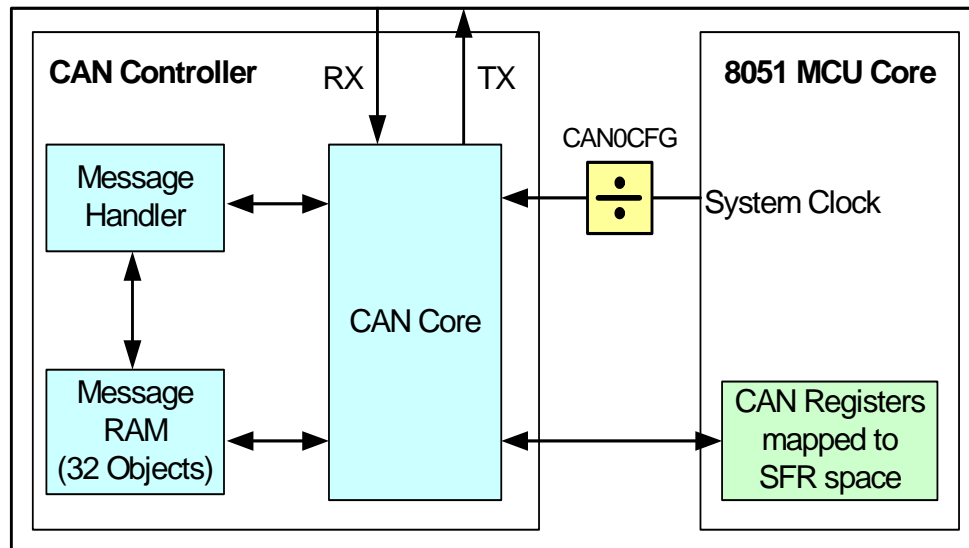 CAN Controller
RX
TX
8051 MCU Core
CAN0CFG
Message
Handler
System Clock
CAN Core
Message
RAM
(32 Objects)
CAN Registers
mapped to
SFR space